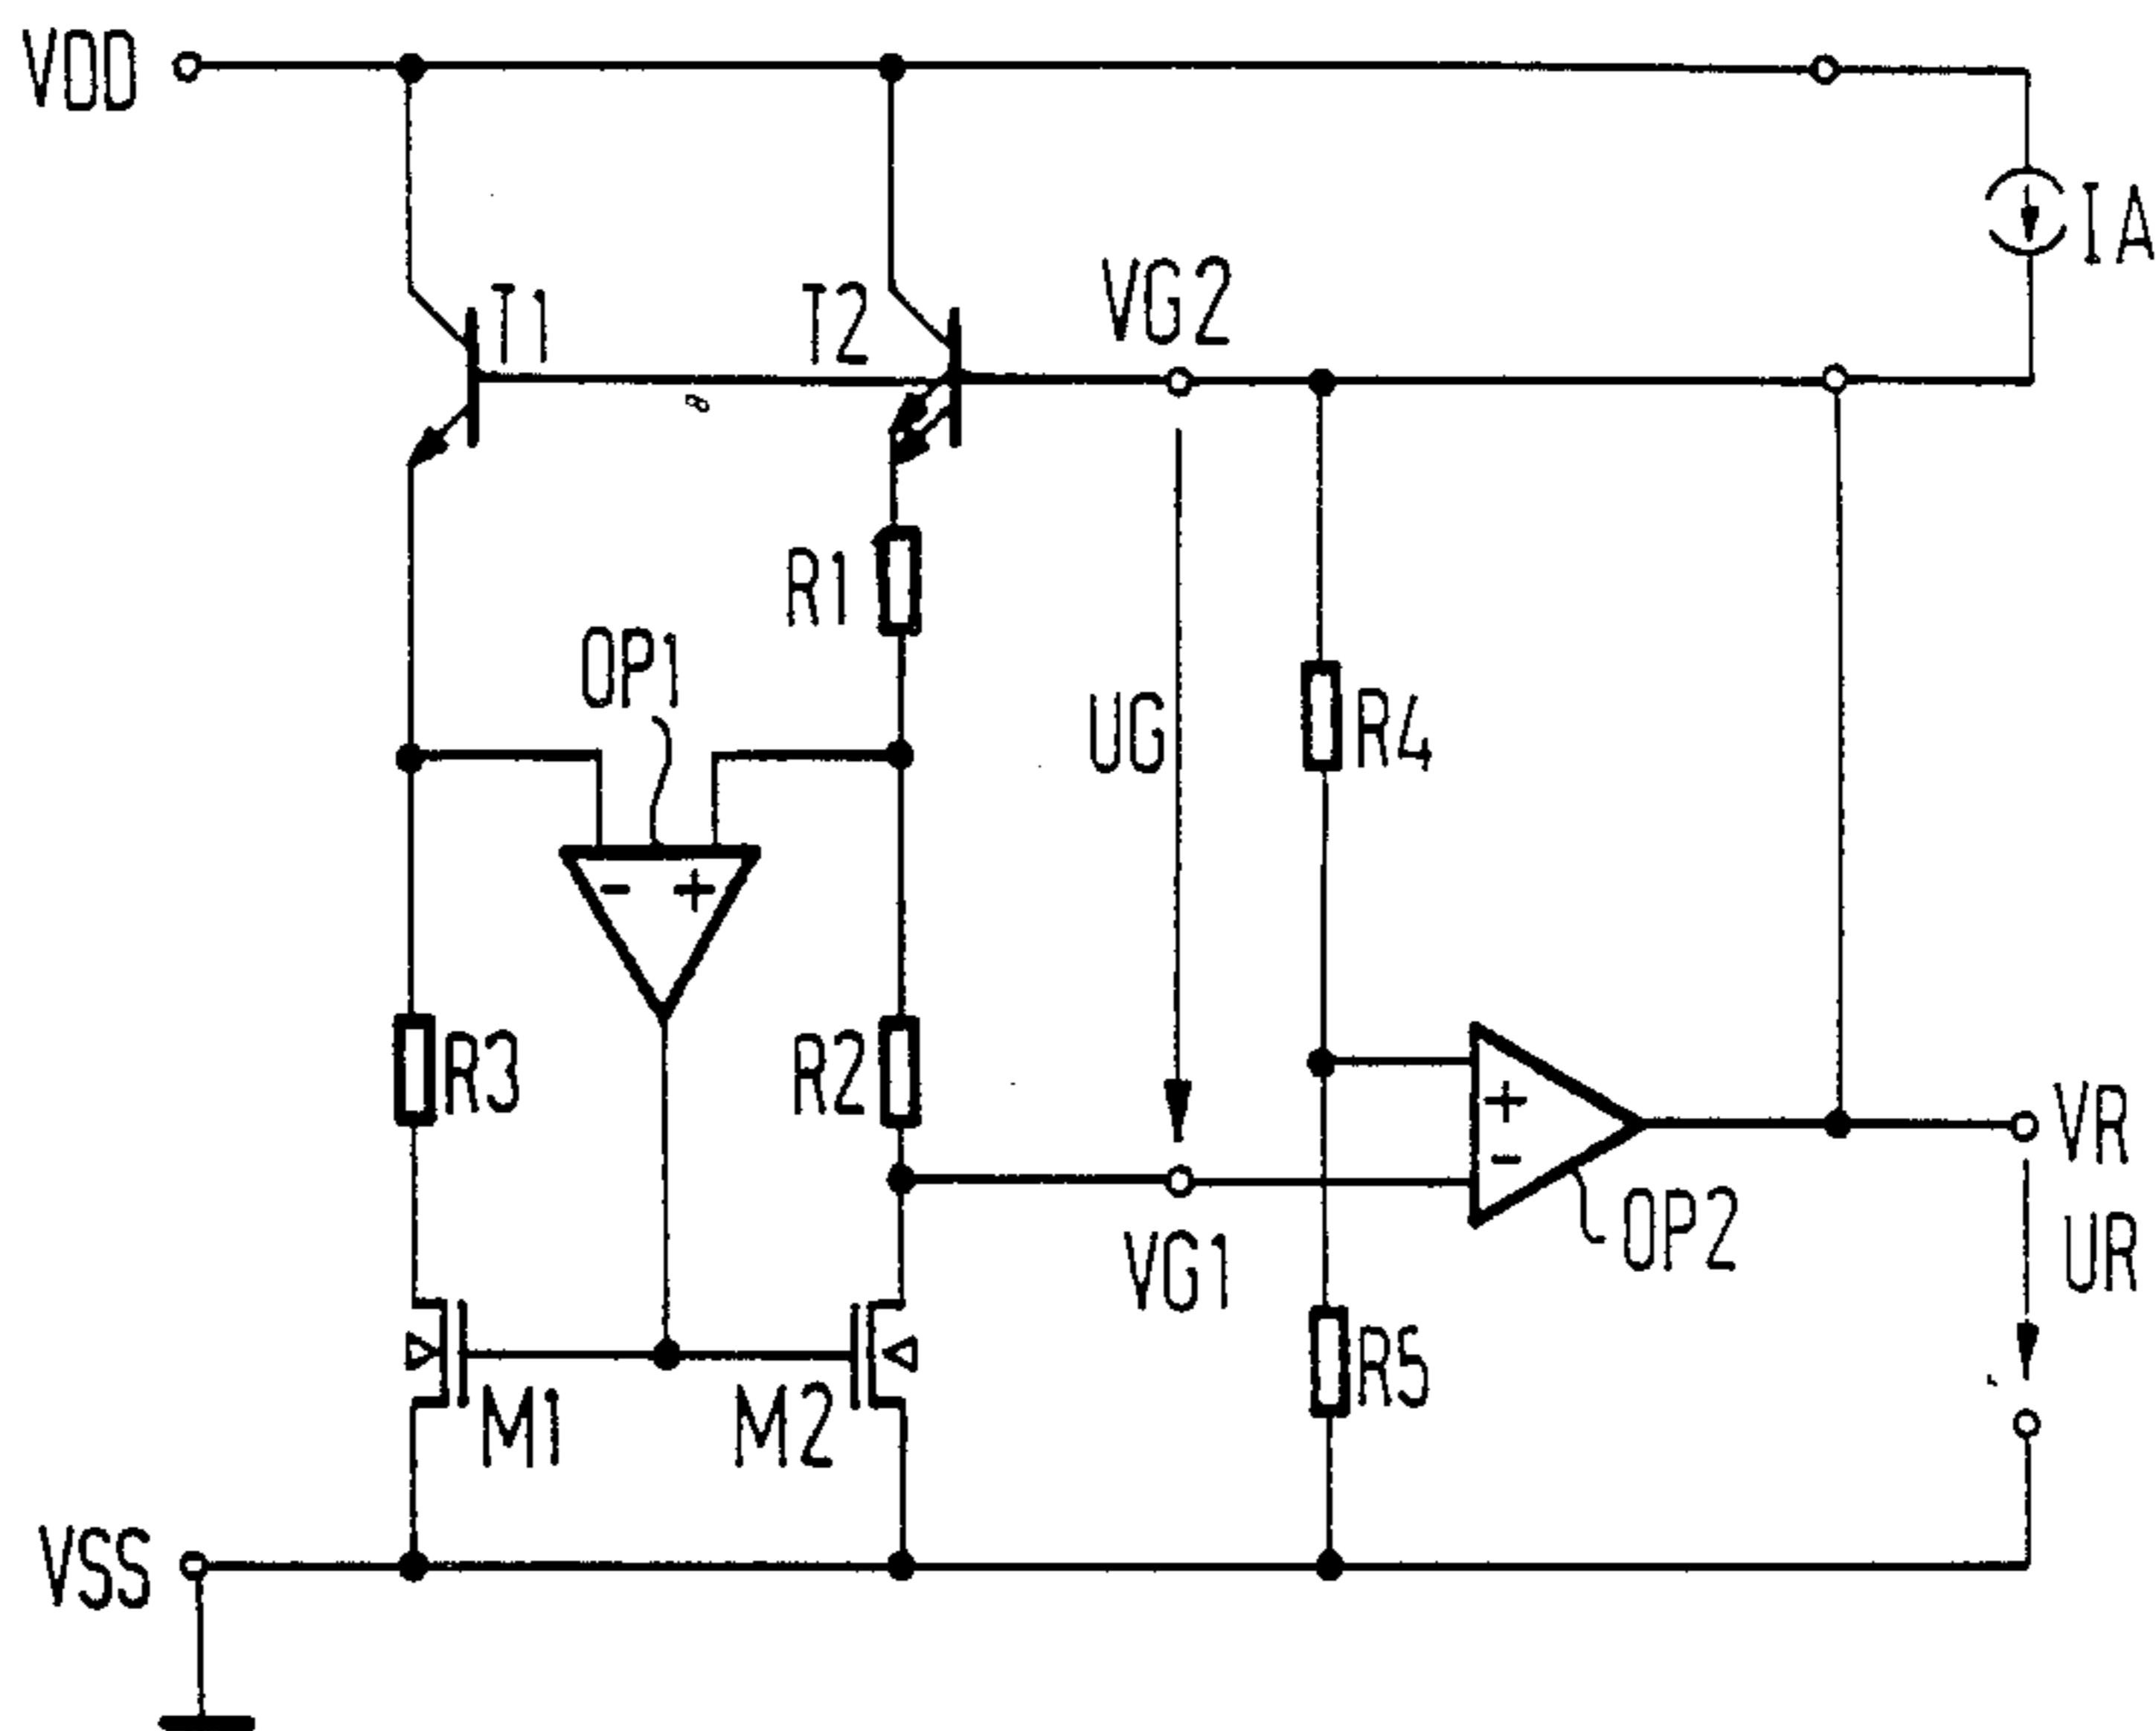 VDD
IA
T1
T2
VG2
R1
OP1
UG
R4
- +
R3
R2
+
-
VR
OP2
UR
VG1
R5
M1
M2
VSS